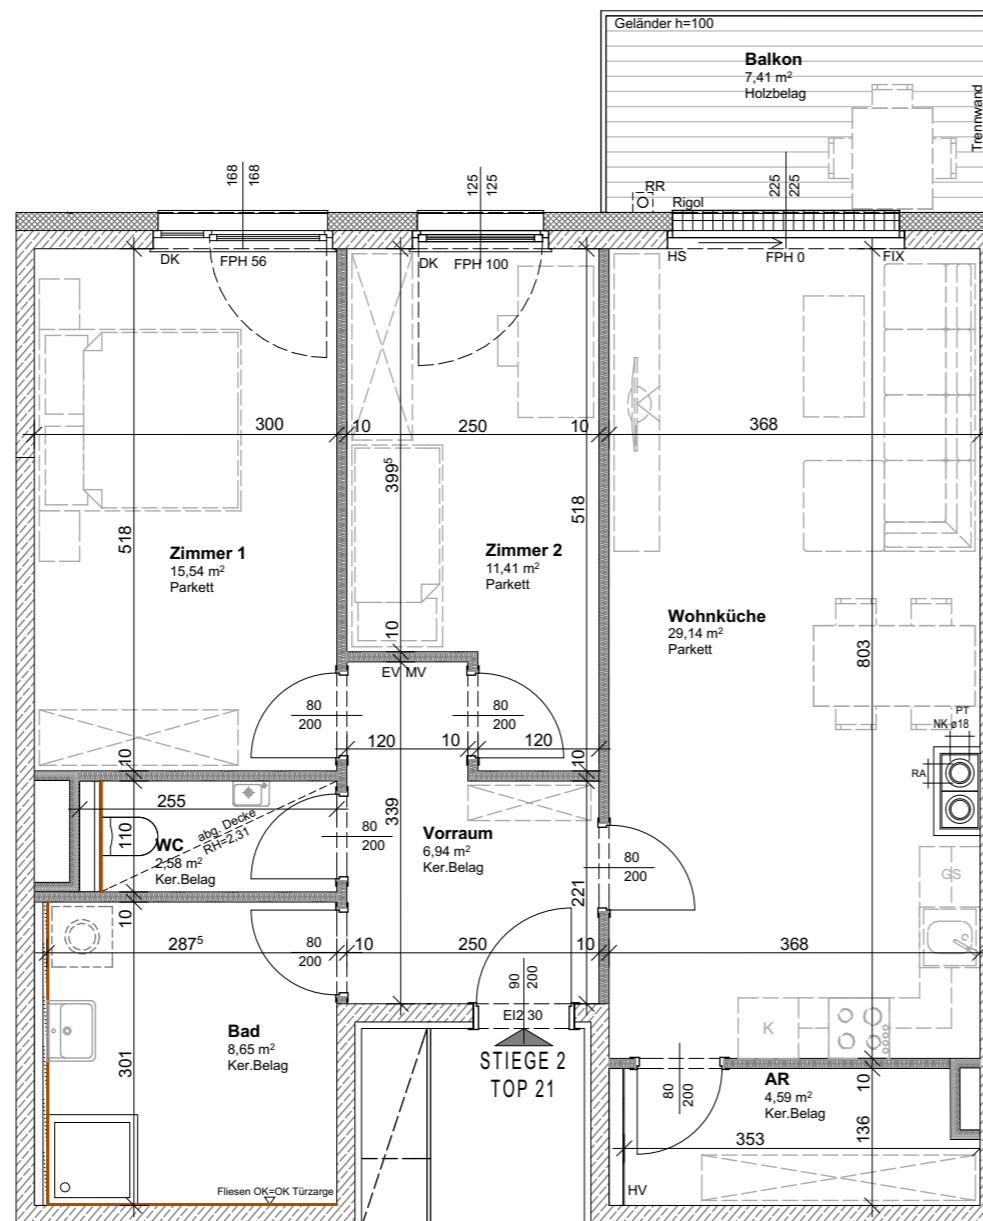 Geländer h=100
Balkon
7,41 m²
Holzbelag
Trennwand
168
168
125
125
225
225
RR
Rigol
DK
FPH 56
DK
FPH 100
HS
FPH 0
FIX
300
10
250
10
368
399⁵
518
518
Zimmer 1
15,54 m²
Parkett
Zimmer 2
11,41 m²
Parkett
Wohnküche
29,14 m²
Parkett
803
10
EV MV
80
200
80
200
120
10
120
10
10
PT
NK ø18
RA
255
abg. Decke
RH=2,31
110
WC
2,58 m²
Ker.Belag
339
80
200
Vorraum
6,94 m²
Ker.Belag
80
200
221
GS
10
287⁵
80
200
10
250
10
368
90
200
EI2 30
K
Bad
8,65 m²
Ker.Belag
301
STIEGE 2
TOP 21
80
200
AR
4,59 m²
Ker.Belag
10
136
353
HV
Fliesen OK=OK Türzarge